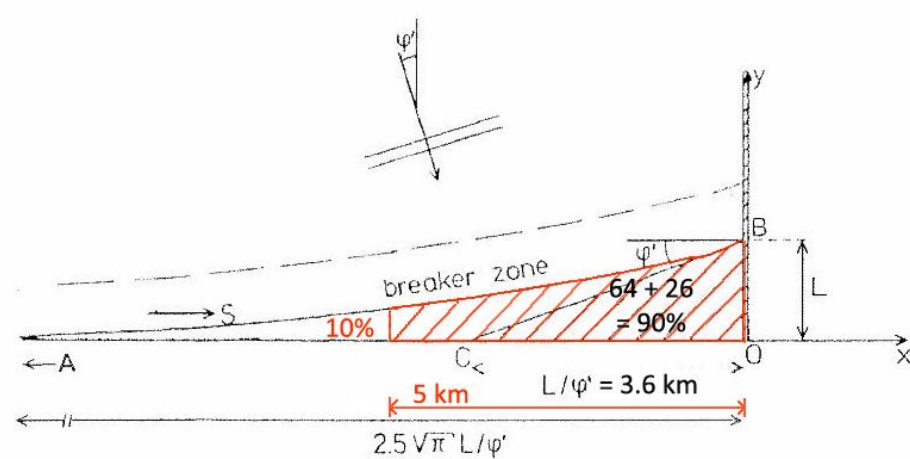 φ'
y
B
φ'
breaker zone
64 + 26
= 90%
L
S
10%
←A
C<
>
O
x
5 km
L/φ' = 3.6 km
2.5 √π L/φ'